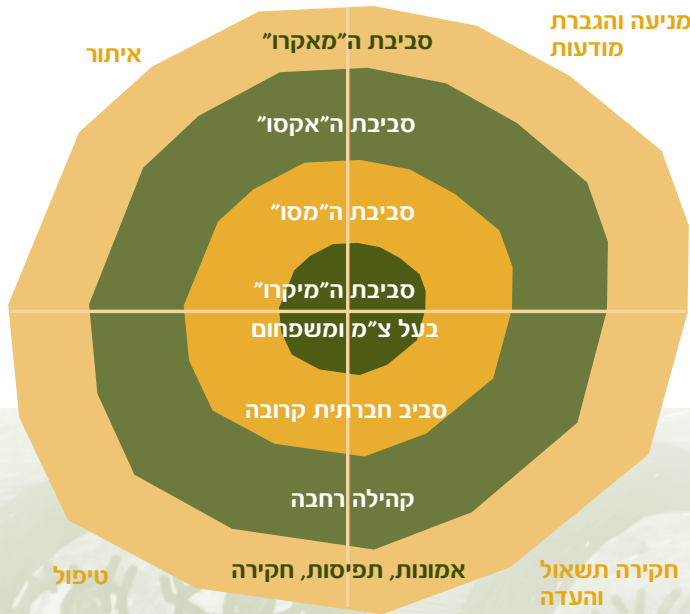 מניעה והגברת
מודעות
איתור
סביבת ה"מאקרו"
סביבת ה"אקסו"
סביבת ה"מסו"
סביבת ה"מיקרו"
בעל צ"מ ומשפחום
סביב חברתית קרובה
קהילה רחבה
אמונות, תפיסות, חקירה
חקירה תשאול
והעדה
טיפול